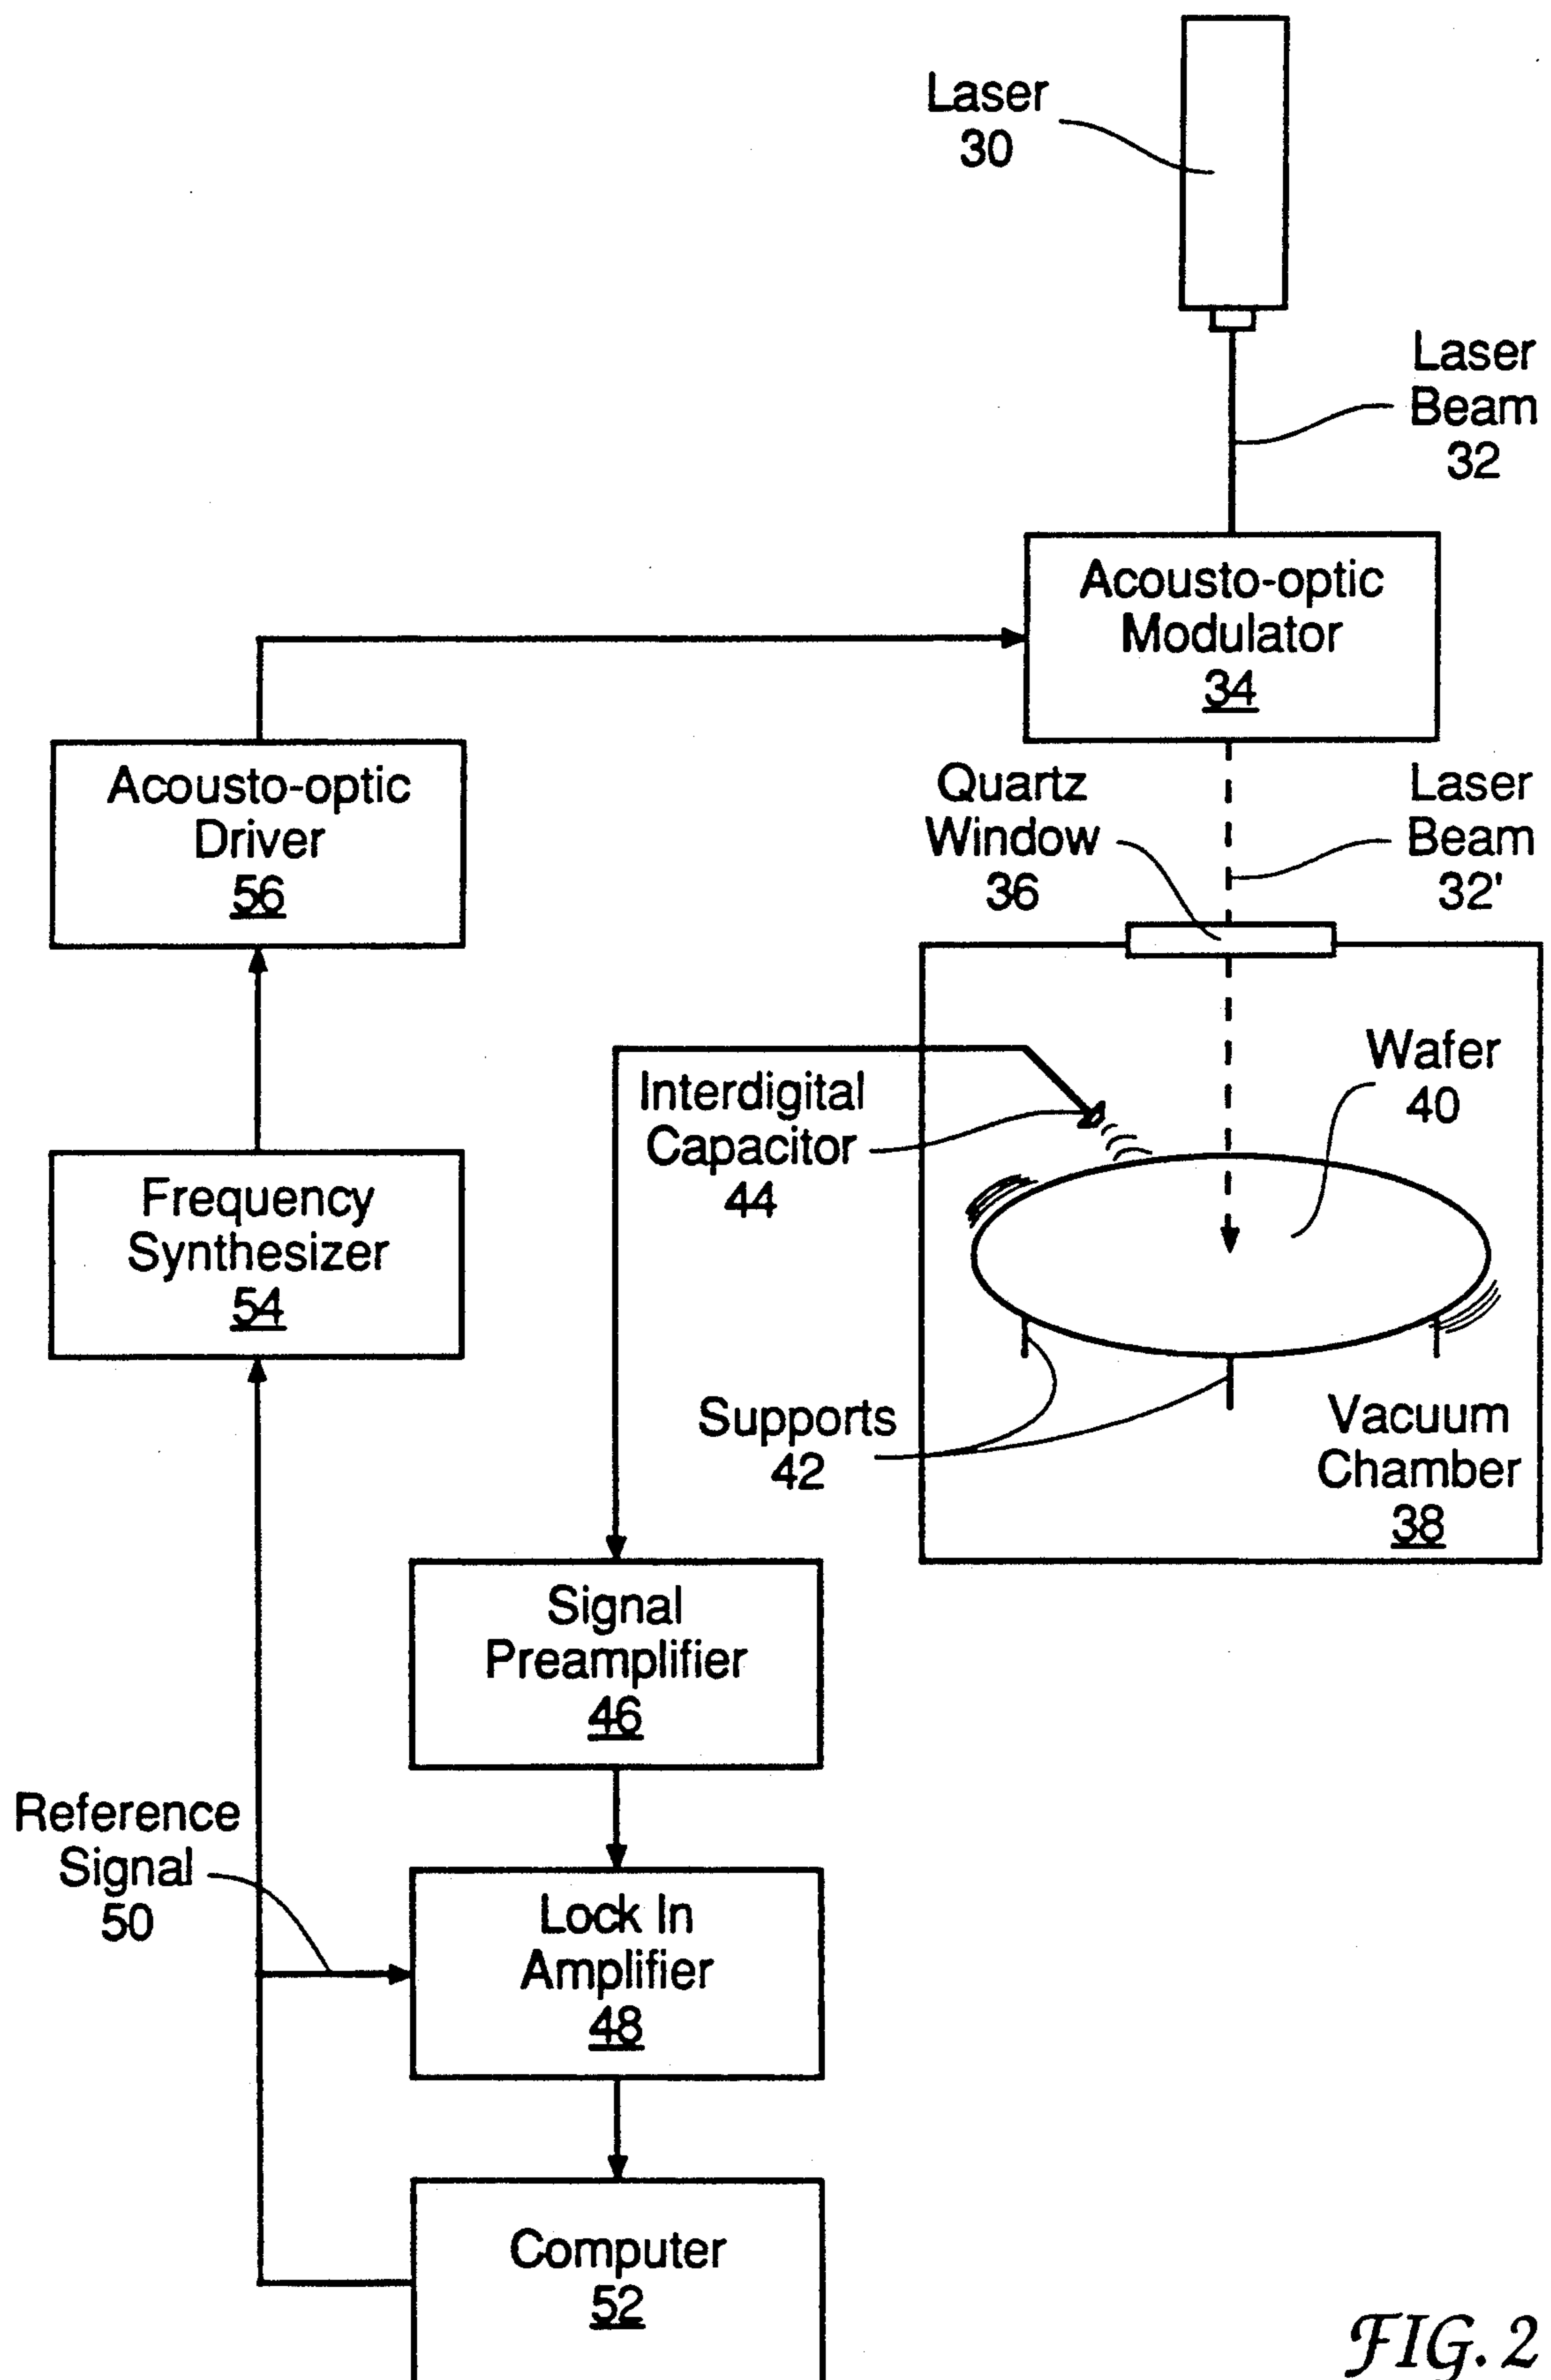 Laser
30
Laser
Beam
32
Acousto-optic
Modulator
34
Acousto-optic
Driver
56
Quartz
Window
36
Laser
Beam
32'
Wafer
40
Interdigital
Capacitor
44
Frequency
Synthesizer
54
Supports
42
Vacuum
Chamber
38
Signal
Preamplifier
46
Reference
Signal
50
Lock In
Amplifier
48
Computer
52
FIG. 2